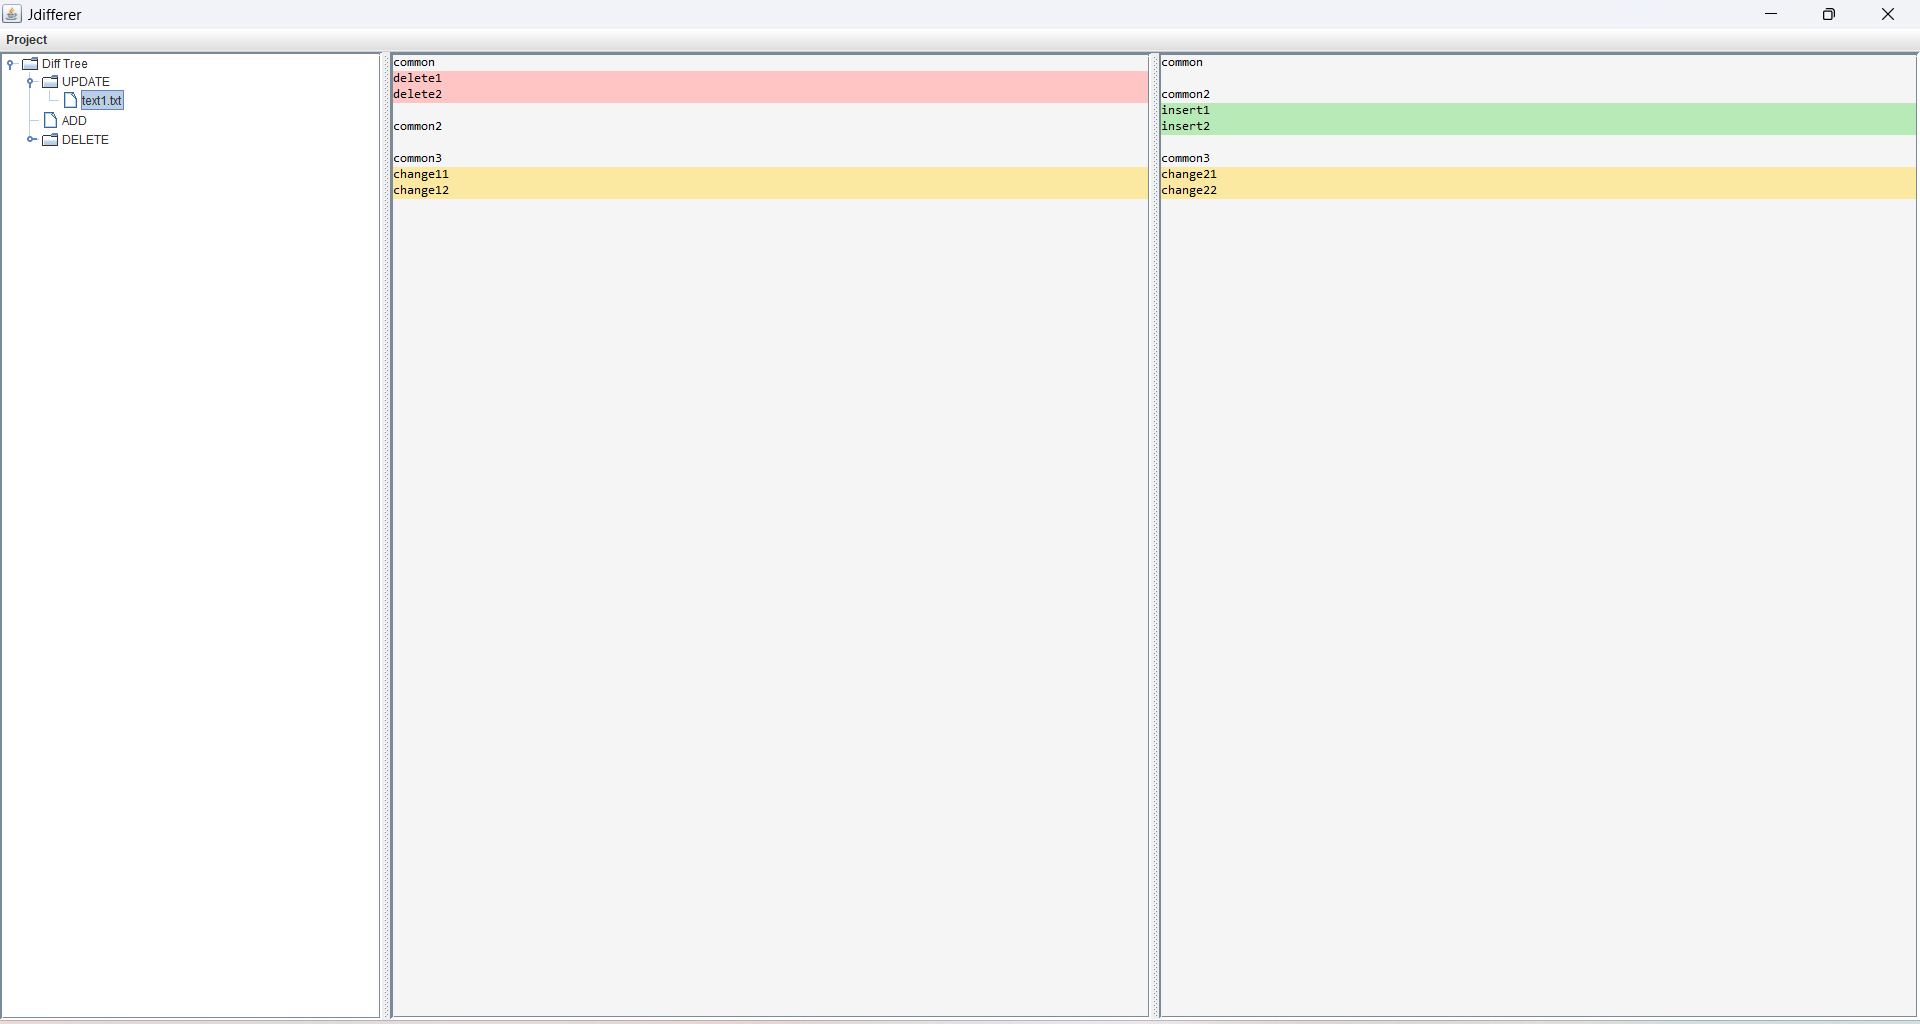 Jdifferer
Project
Diff Tree
UPDATE
text1.txt
ADD
DELETE
common
delete1
delete2
common2
common3
change11
change12
common
common2
insert1
insert2
common3
change21
change22